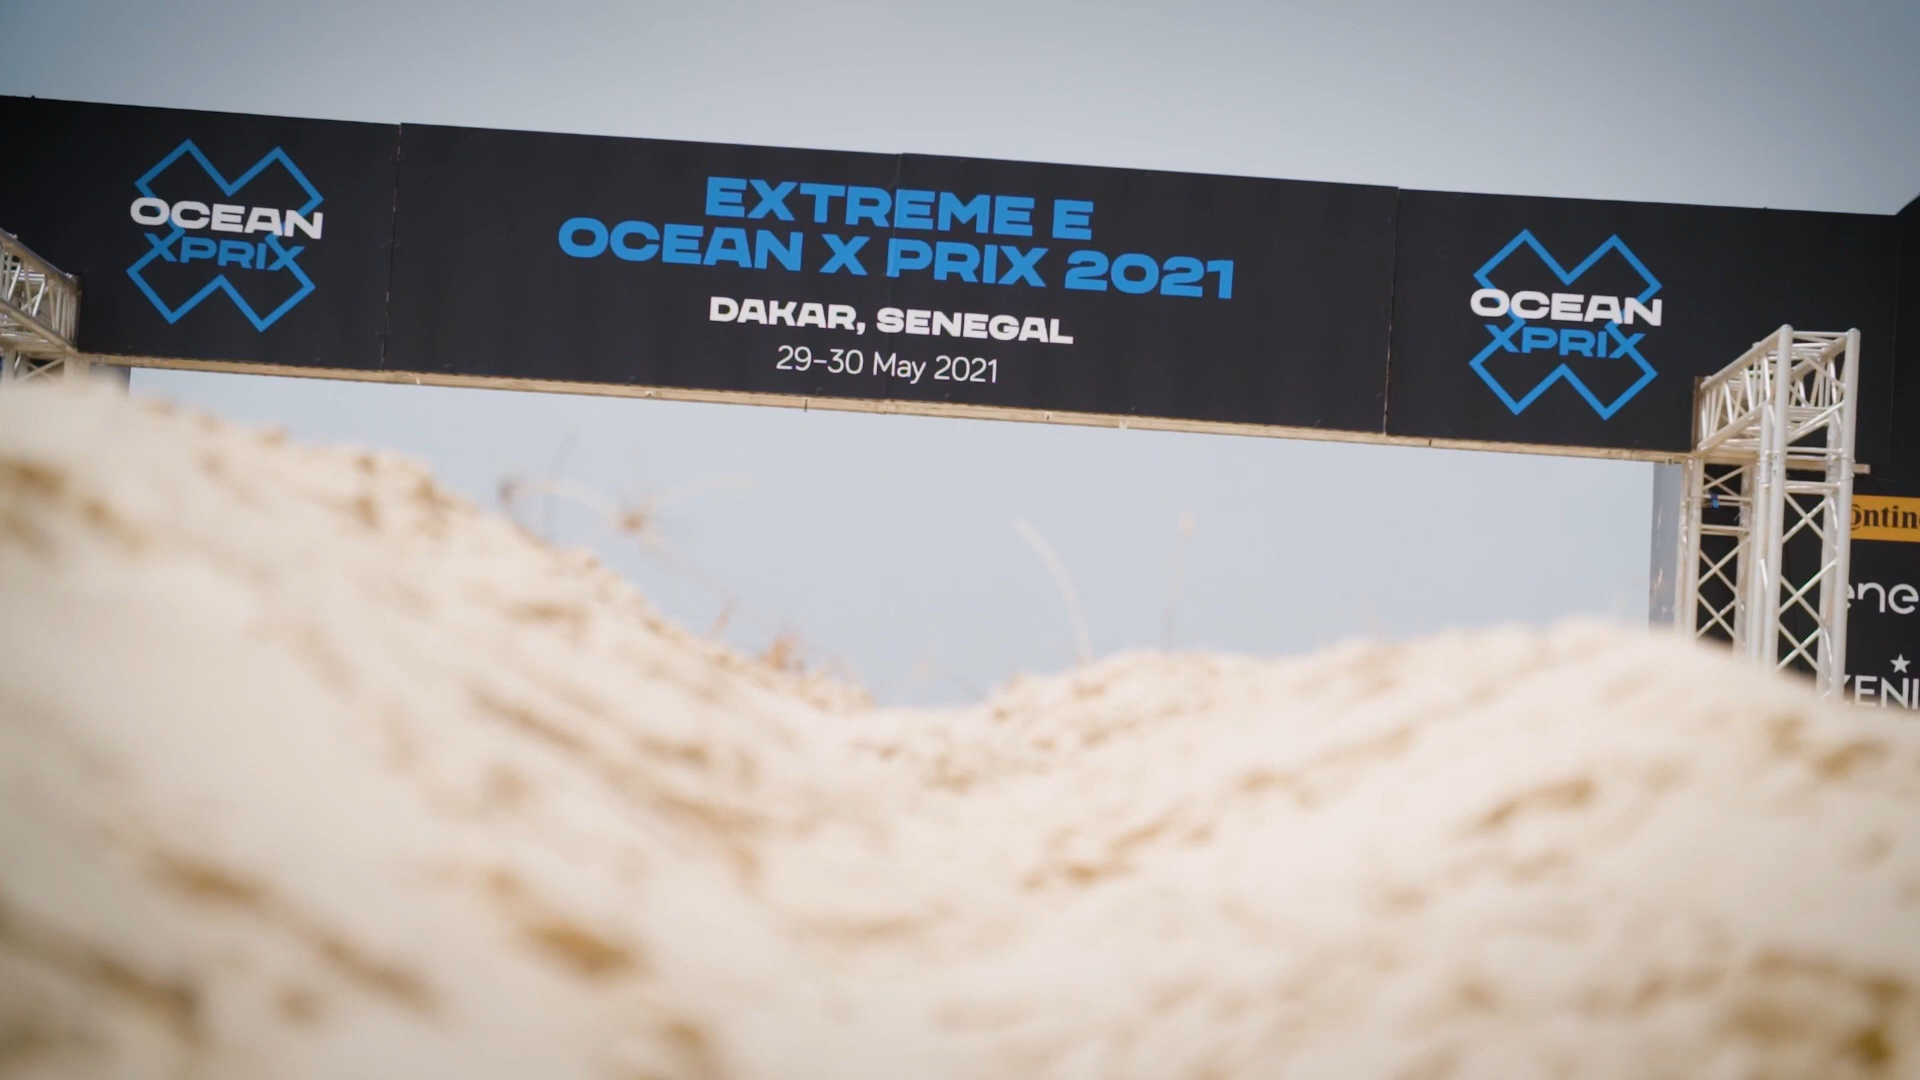 OCEAN
XPRIX
EXTREME E
OCEAN X PRIX 2021
DAKAR, SENEGAL
29-30 May 2021
OCEAN
XPRIX